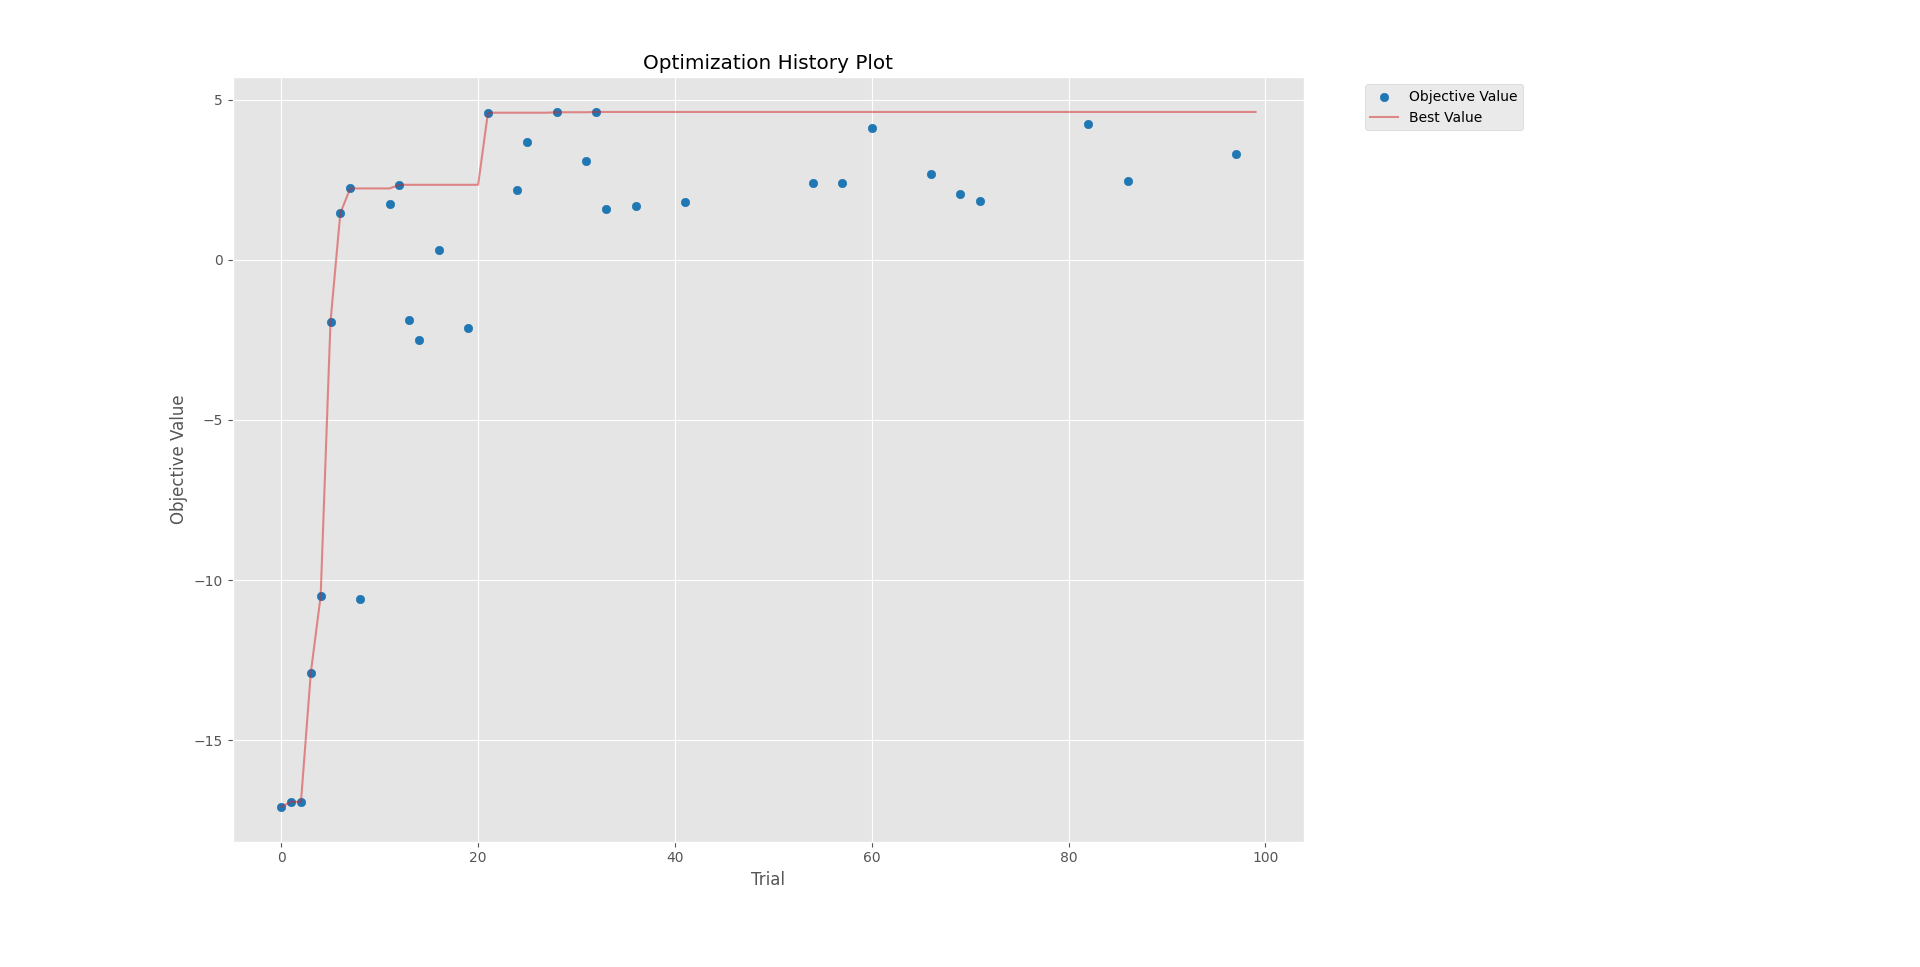 Optimization History Plot
Objective Value
Best Value
5
0
−5
−10
−15
Objective Value
0 20 40 60 80 100
Trial